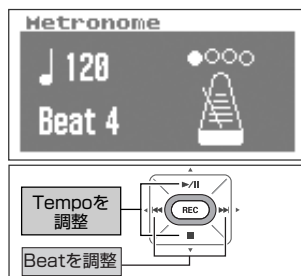 Metronome
♩120
Beat 4
Tempoを
調整
REC
Beatを調整